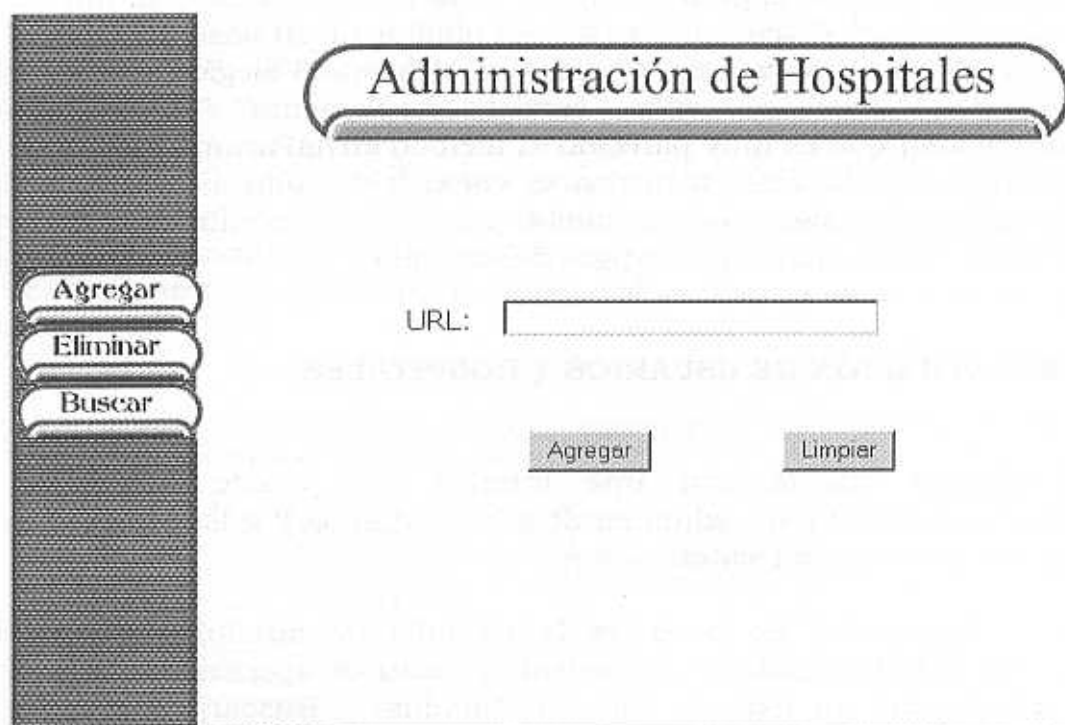 Administración de Hospitales
Agregar
Eliminar
Buscar
URL:
Agregar
Limpiar